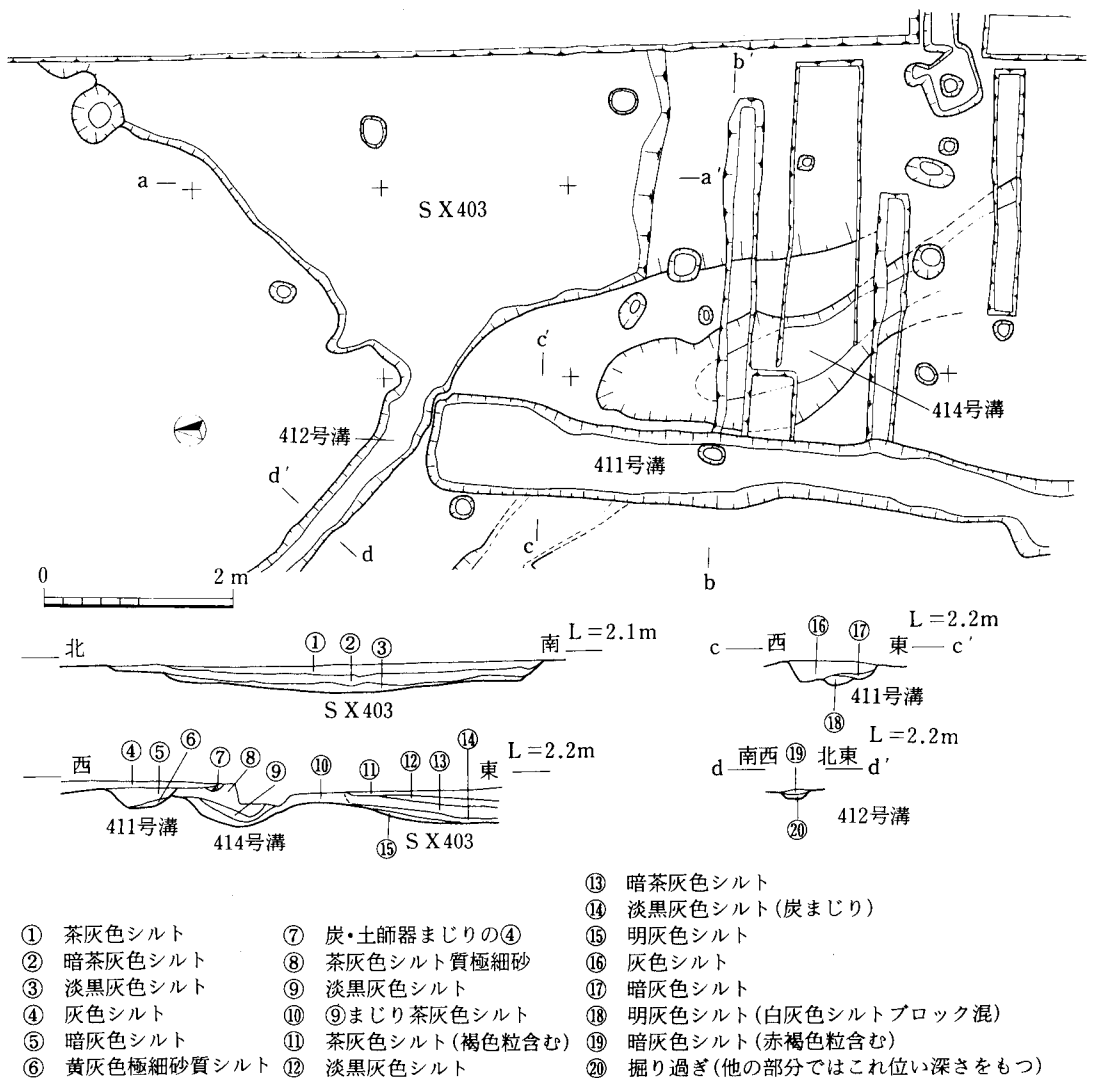 b'
a
a'
S X 403
c'
414号溝
412号溝
411号溝
d'
d
c
b
0
2 m
北
①
②
③
南
L=2.1m
S X 403
c
西
⑯
⑰
東
L=2.2m
c'
411号溝
⑱
④
⑤
⑥
西
⑦
⑧
⑨
⑩
⑪
⑫
⑬
⑭
東
L=2.2m
411号溝
414号溝
⑮
S X 403
d
南西
⑲
北東
L=2.2m
d'
412号溝
⑳
① 茶灰色シルト
② 暗茶灰色シルト
③ 淡黒灰色シルト
④ 灰色シルト
⑤ 暗灰色シルト
⑥ 黄灰色極細砂質シルト
⑦ 炭・土師器まじりの④
⑧ 茶灰色シルト質極細砂
⑨ 淡黒灰色シルト
⑩ ⑨まじり茶灰色シルト
⑪ 茶灰色シルト(褐色粒含む)
⑫ 淡黒灰色シルト
⑬ 暗茶灰色シルト
⑭ 淡黒灰色シルト(炭まじり)
⑮ 明灰色シルト
⑯ 灰色シルト
⑰ 暗灰色シルト
⑱ 明灰色シルト(白灰色シルトブロック混)
⑲ 暗灰色シルト(赤褐色粒含む)
⑳ 掘り過ぎ(他の部分ではこれ位い深さをもつ)